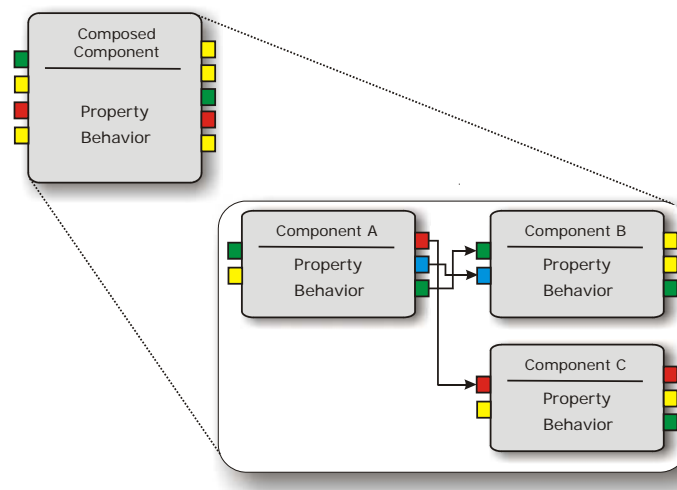 Composed
Component
Property
Behavior
Component A
Property
Behavior
Component B
Property
Behavior
Component C
Property
Behavior